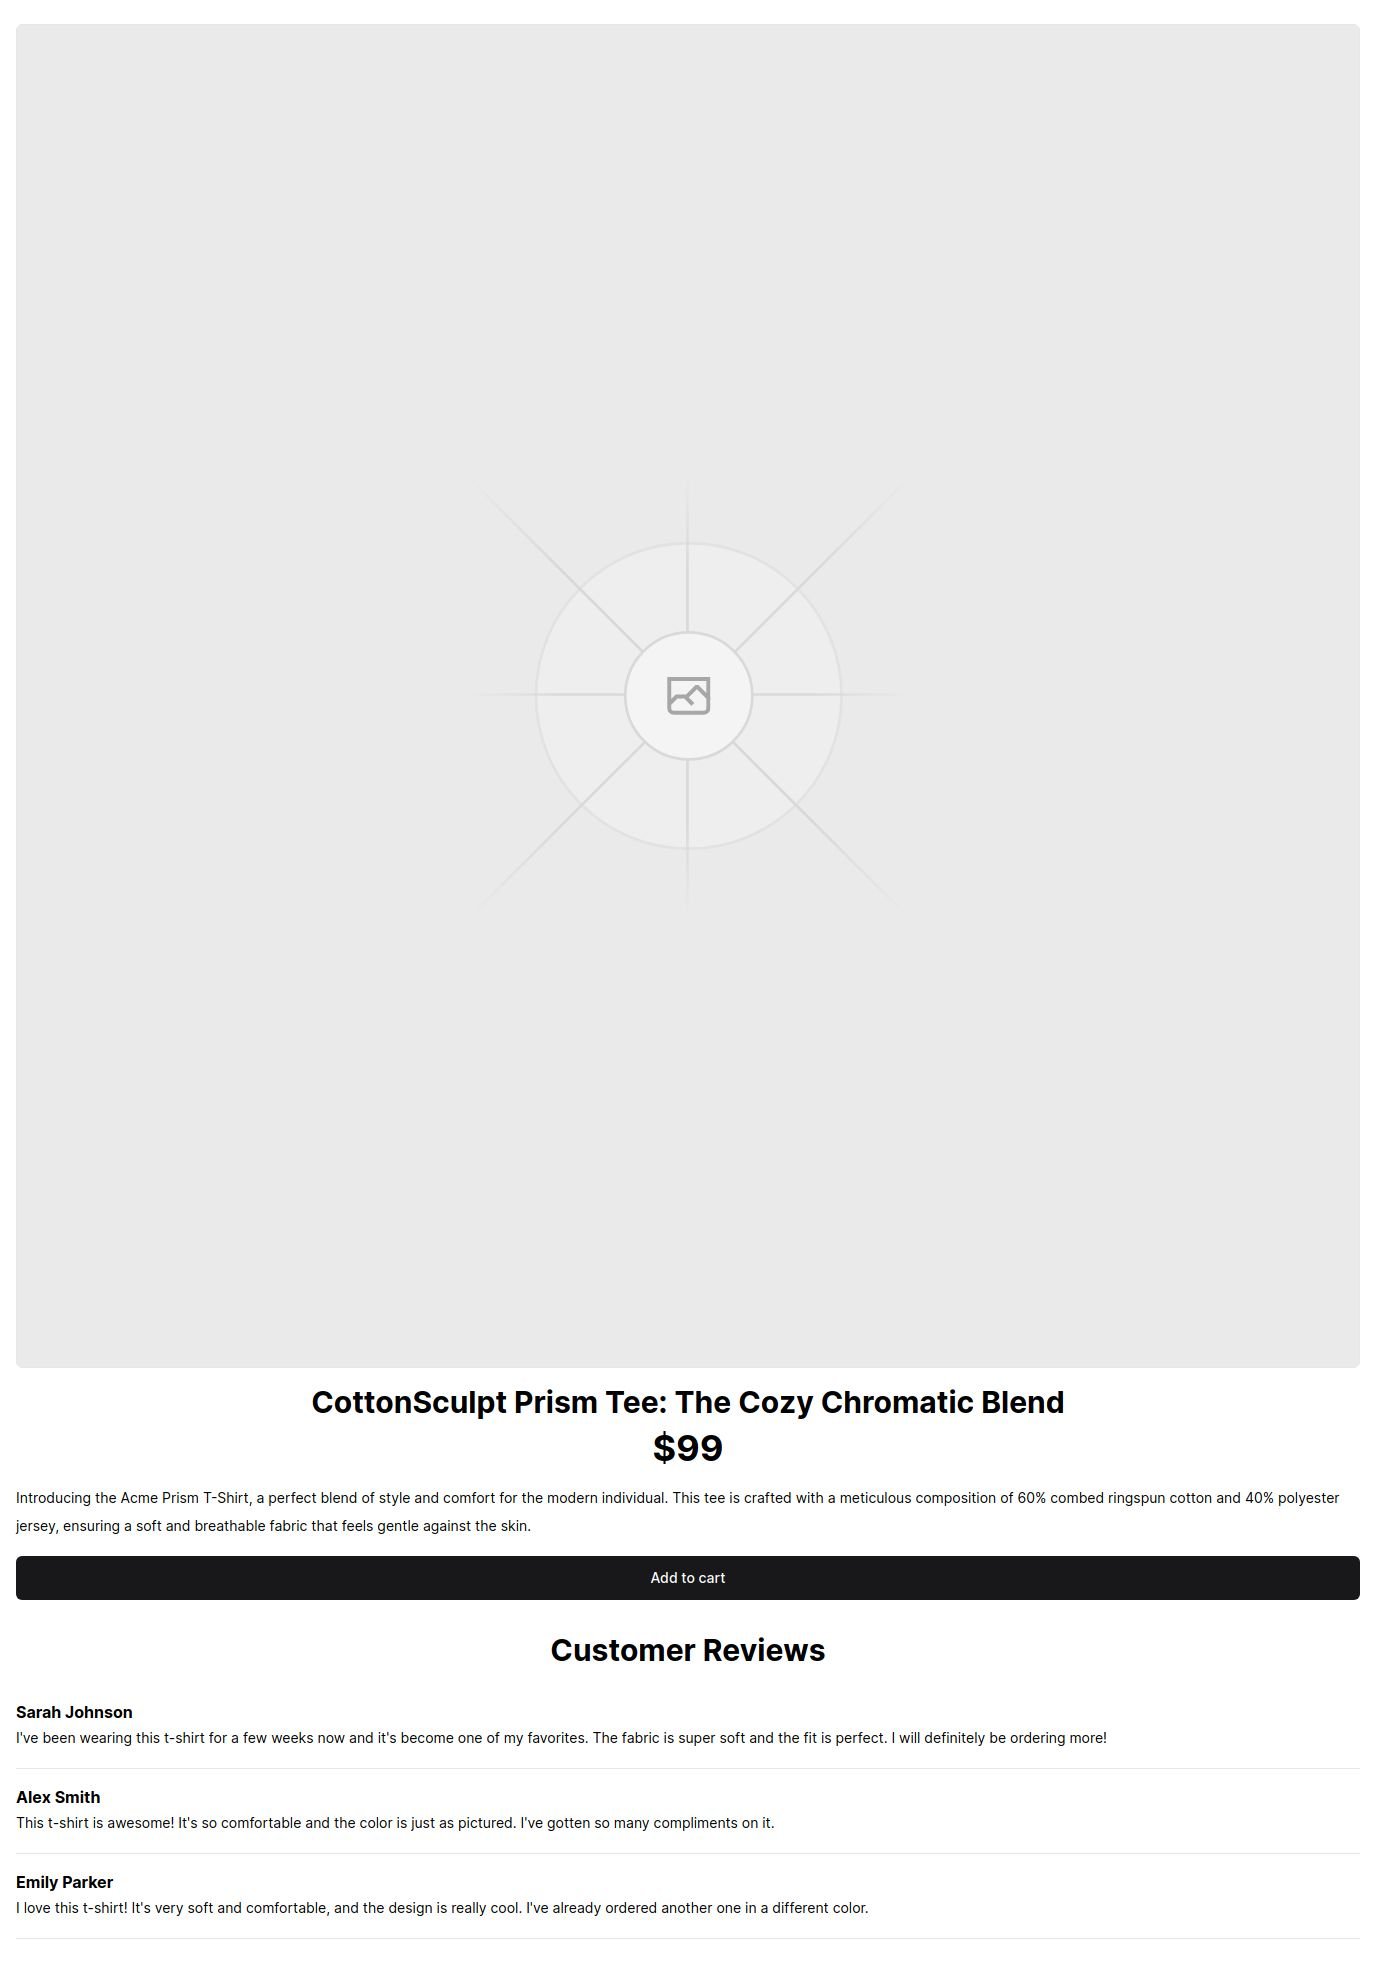 CottonSculpt Prism Tee: The Cozy Chromatic Blend
$99
Introducing the Acme Prism T-Shirt, a perfect blend of style and comfort for the modern individual. This tee is crafted with a meticulous composition of 60% combed ringspun cotton and 40% polyester
jersey, ensuring a soft and breathable fabric that feels gentle against the skin.
Add to cart
Customer Reviews
Sarah Johnson
I've been wearing this t-shirt for a few weeks now and it's become one of my favorites. The fabric is super soft and the fit is perfect. I will definitely be ordering more!
Alex Smith
This t-shirt is awesome! It's so comfortable and the color is just as pictured. I've gotten so many compliments on it.
Emily Parker
I love this t-shirt! It's very soft and comfortable, and the design is really cool. I've already ordered another one in a different color.